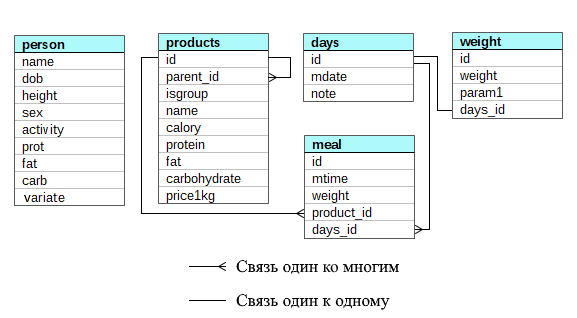 person
name
dob
height
sex
activity
prot
fat
carb
variate
products
id
parent_id
isgroup
name
calory
protein
fat
carbohydrate
price1kg
days
id
mdate
note
meal
id
mtime
weight
product_id
days_id
weight
id
weight
param1
days_id
Связь один ко многим
Связь один к одному